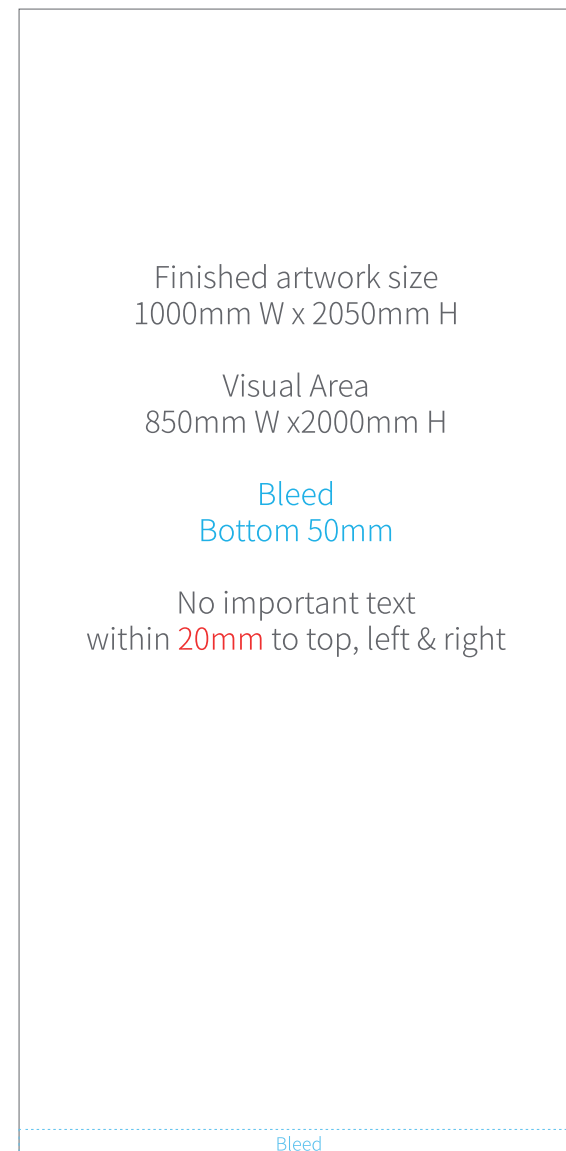 Finished artwork size
1000mm W x 2050mm H
Visual Area
850mm W x2000mm H
Bleed
Bottom 50mm
No important text
within 20mm to top, left & right
Bleed